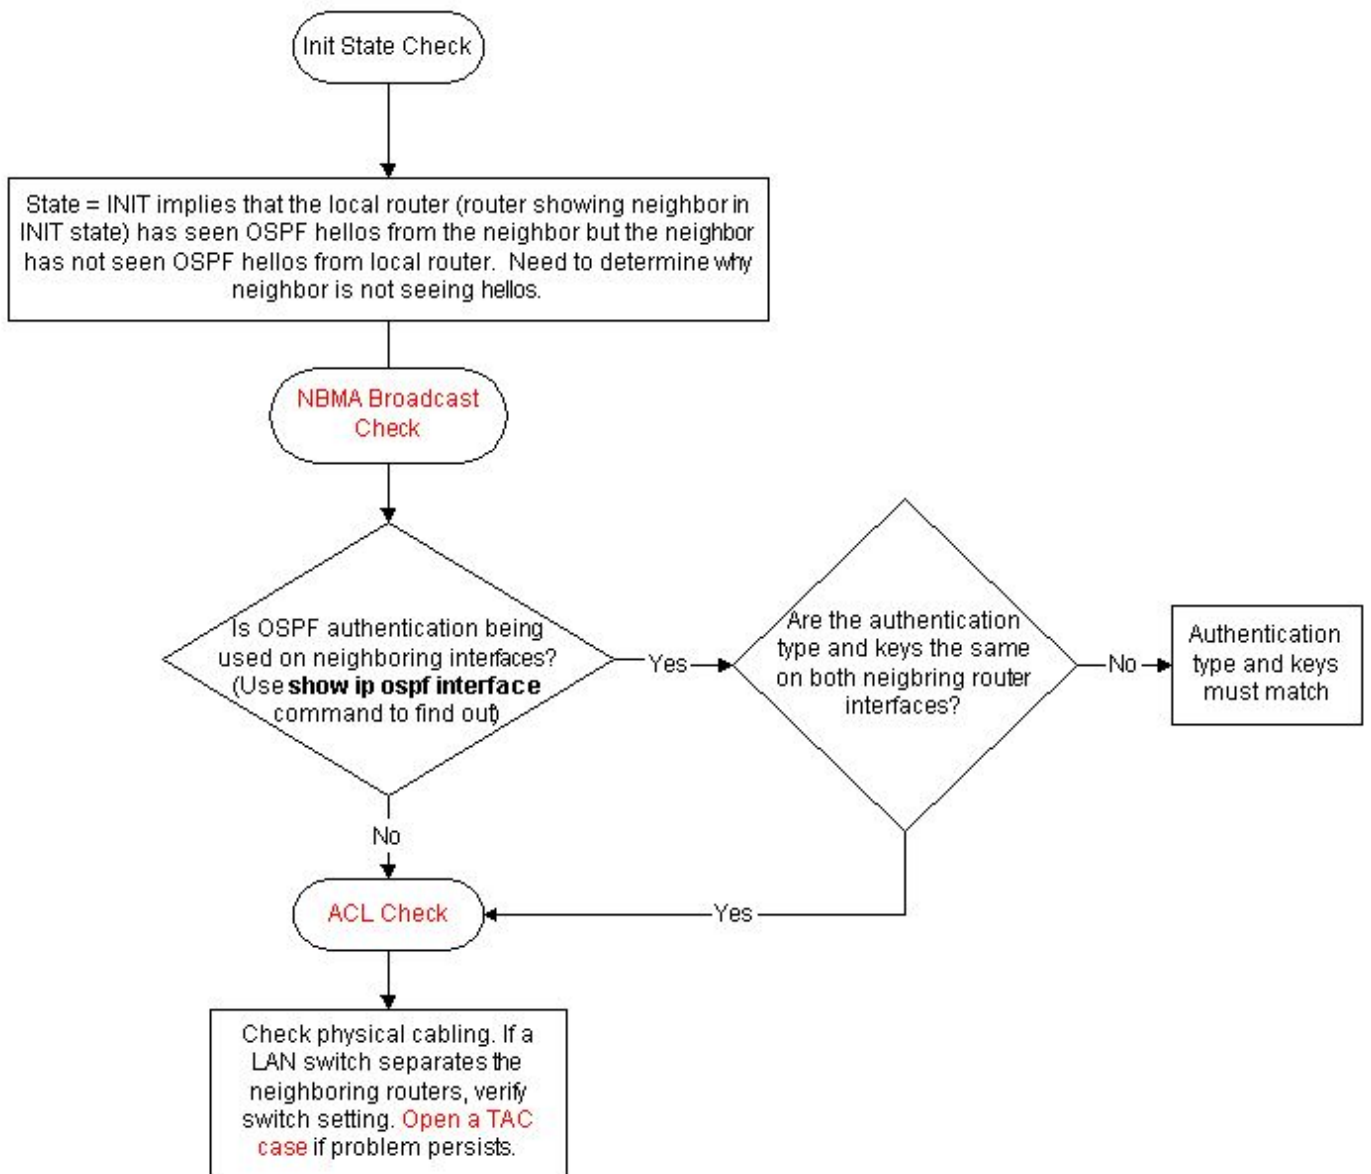 Init State Check
State = INIT implies that the local router (router showing neighbor in
INIT state) has seen OSPF hellos from the neighbor but the neighbor
has not seen OSPF hellos from local router. Need to determine why
neighbor is not seeing hellos.
NBMA Broadcast
Check
Is OSPF authentication being
used on neighboring interfaces?
(Use show ip ospf interface
command to find out)
Yes
Are the authentication
type and keys the same
on both neigbring router
interfaces?
No
Authentication
type and keys
must match
No
ACL Check
Yes
Check physical cabling. If a
LAN switch separates the
neighboring routers, verify
switch setting. Open a TAC
case if problem persists.